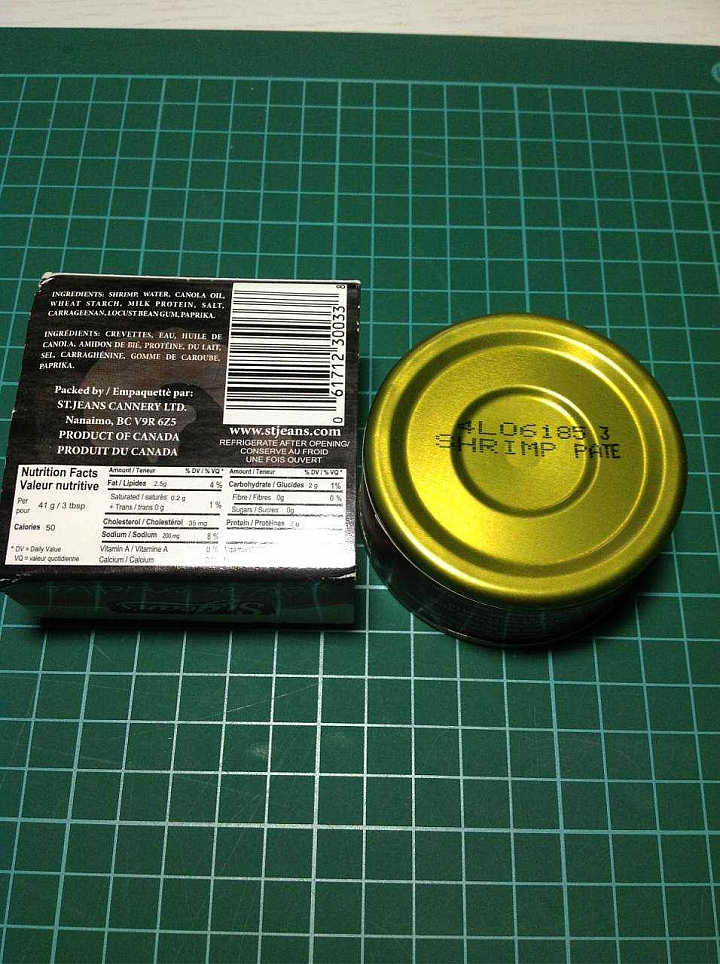 INGREDIENTS: SHRIMP, WATER, CANOLA OIL,
WHEAT STARCH, MILK PROTEIN, SALT,
CARRAGEENAN, LOCUST BEAN GUM, PAPRIKA.
INGRÉDIENTS: CREVETTES, EAU, HUILE DE
CANOLA, AMIDON DE BLÉ, PROTÉINE, DU LAIT,
SEL, CARRAGHÉNINE, GOMME DE CAROUBE,
PAPRIKA.
Packed by / Empaquetté par:
ST.JEANS CANNERY LTD.
Nanaimo, BC V9R 6Z5
PRODUCT OF CANADA
PRODUIT DU CANADA
0 61712 30033 8
www.stjeans.com
REFRIGERATE AFTER OPENING/
CONSERVE AU FROID
UNE FOIS OUVERT
Nutrition Facts
Valeur nutritive
Per
pour 41 g / 3 tbsp
Calories 50
* DV = Daily Value
VQ = valeur quotidienne
Amount / Teneur % DV / % VQ *
Fat / Lipides 2.5g 4 %
Saturated / saturés 0.2 g
+ Trans / trans 0 g 1 %
Cholesterol / Cholestérol 35 mg
Sodium / Sodium 200 mg 8 %
Vitamin A / Vitamine A 0 %
Calcium / Calcium
Amount / Teneur % DV / % VQ *
Carbohydrate / Glucides 2 g 1%
Fibre / Fibres 0g 0 %
Sugars / Sucres 0g
Protein / Protéines
4L06185 3
SHRIMP PATE